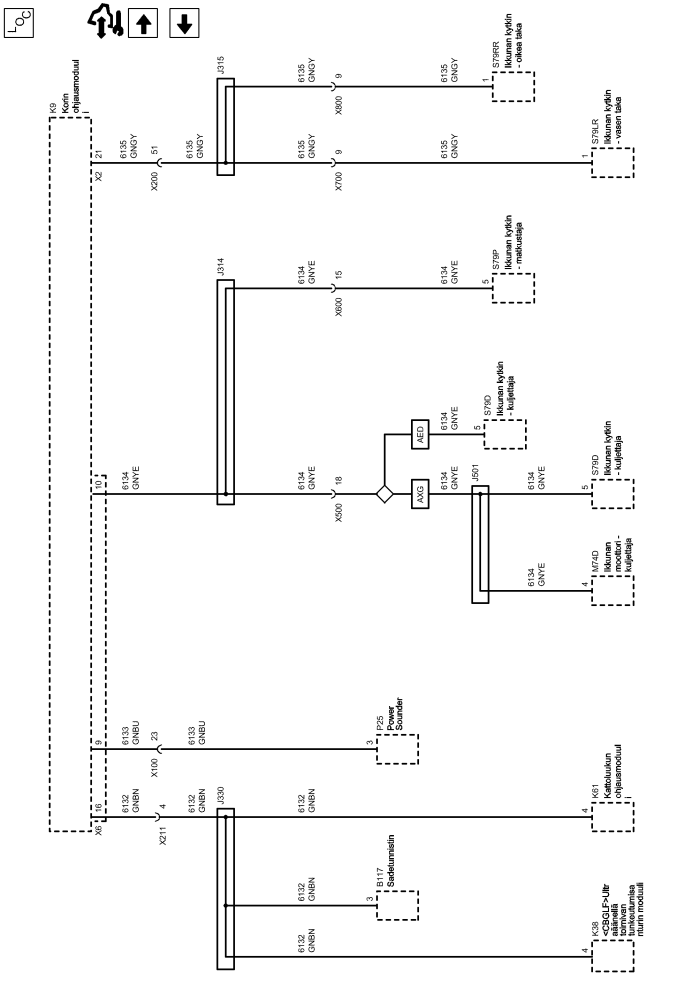 LOC
K9
Korin
ohjausmoduul
i
X6
16
9
10
X2
21
6132
GNBN
X211
4
6132
GNBN
J330
6132
GNBN
6132
GNBN
6132
GNBN
4
K38
<CBGLF>Ultr
aäänellä
toimivan
tunkeutumisa
nturin moduuli
3
B117
Sadetunnistin
4
K61
Kattoluukun
ohjausmoduul
i
6133
GNBU
X100
23
6133
GNBU
3
P25
Power
Sounder
6134
GNYE
J314
6134
GNYE
X500
18
AXG
AED
6134
GNYE
6134
GNYE
5
S79D
Ikkunan kytkin
- kuljettaja
J501
6134
GNYE
6134
GNYE
4
M74D
Ikkunan
moottori -
kuljettaja
5
S79D
Ikkunan kytkin
- kuljettaja
6134
GNYE
X600
15
6134
GNYE
5
S79P
Ikkunan kytkin
- matkustaja
6135
GNGY
X200
51
6135
GNGY
J315
6135
GNGY
X700
9
6135
GNGY
1
S79LR
Ikkunan kytkin
- vasen taka
6135
GNGY
X800
9
6135
GNGY
1
S79RR
Ikkunan kytkin
- oikea taka